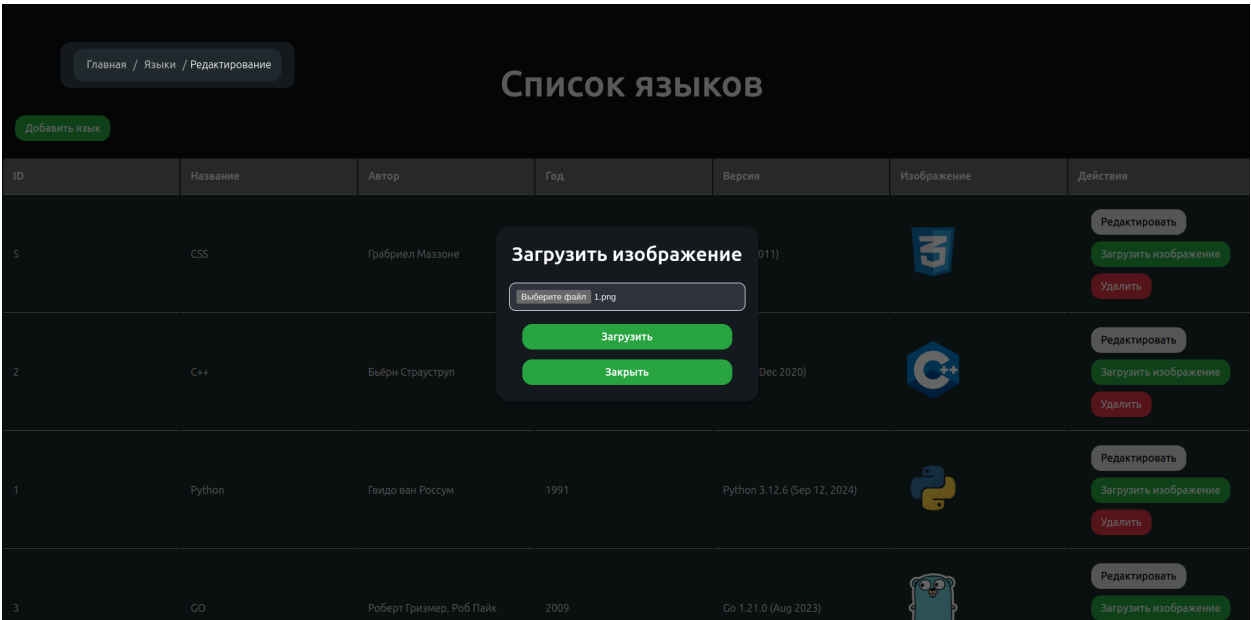 Главная / Языки / Редактирование
Список языков
Добавить язык
ID Название Автор Год Версия Изображение Действия
Редактировать
5 CSS Грабриел Маззоне 011) Загрузить изображение
Удалить
Загрузить изображение
Выберите файл 1.png
Загрузить
Закрыть
Редактировать
2 C++ Бьёрн Страуструп Dec 2020) Загрузить изображение
Удалить
Редактировать
1 Python Гвидо ван Россум 1991 Python 3.12.6 (Sep 12, 2024) Загрузить изображение
Удалить
Редактировать
3 GO Роберт Гризмер, Роб Пайк 2009 Go 1.21.0 (Aug 2023) Загрузить изображение